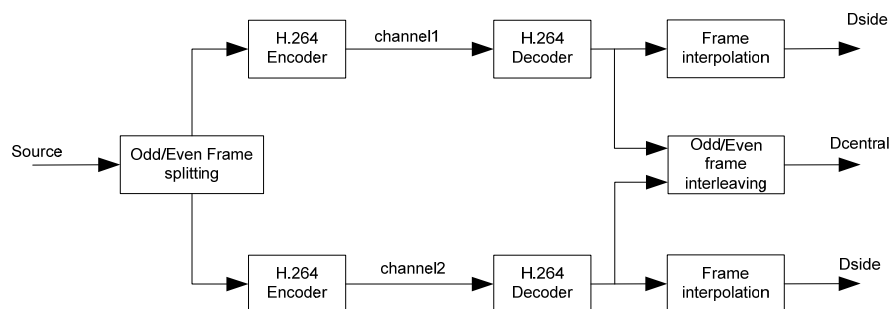 Dside
H.264
Encoder
channel1
H.264
Decoder
Frame
interpolation
Source
Odd/Even Frame
splitting
Odd/Even
frame
interleaving
Dcentral
H.264
Encoder
channel2
H.264
Decoder
Frame
interpolation
Dside